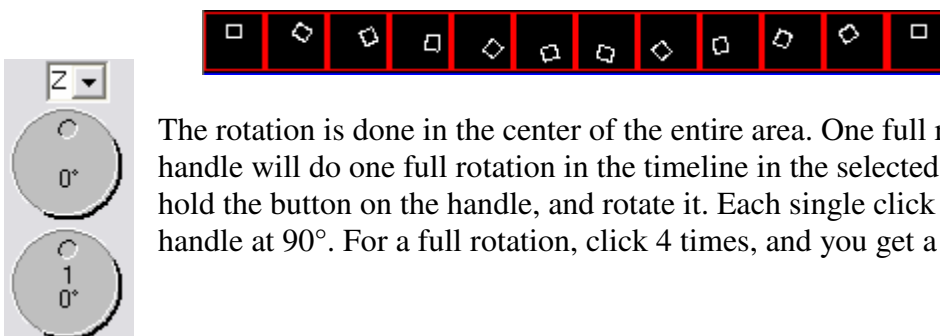 Z
0°
1
0°
The rotation is done in the center of the entire area. One full
handle will do one full rotation in the timeline in the selected
hold the button on the handle, and rotate it. Each single click
handle at 90°. For a full rotation, click 4 times, and you get a